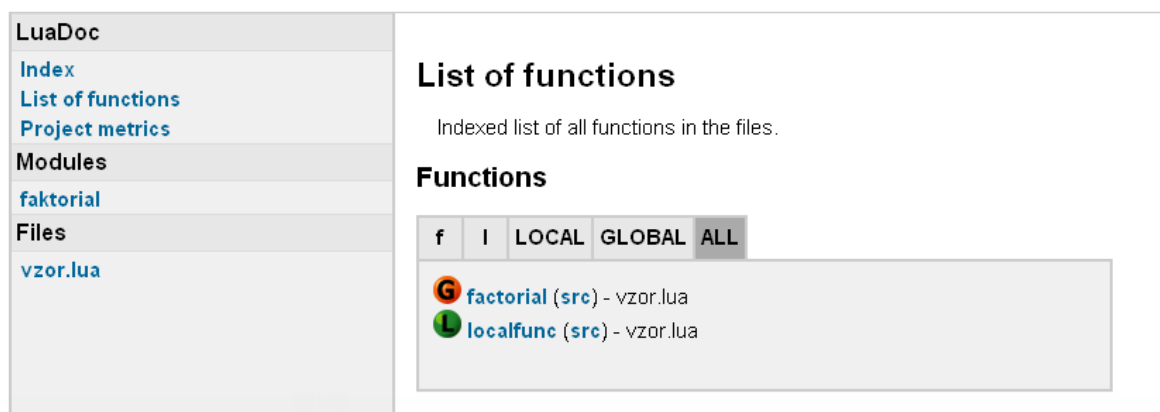 LuaDoc
Index
List of functions
Project metrics
Modules
faktorial
Files
vzor.lua
List of functions
Indexed list of all functions in the files.
Functions
f l LOCAL GLOBAL ALL
G factorial (src) - vzor.lua
L localfunc (src) - vzor.lua